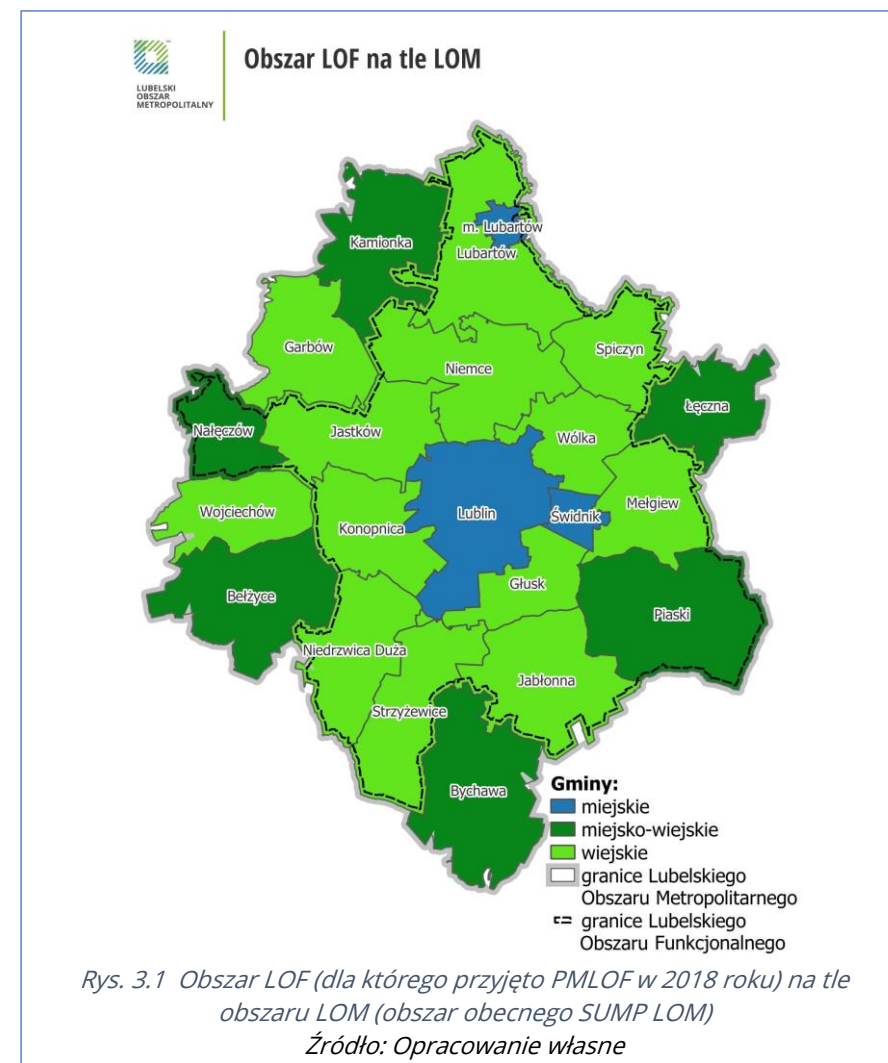 LUBELSKI
OBSZAR
METROPOLITALNY
Obszar LOF na tle LOM
m. Lubartów
Kamionka
Lubartów
Garbów
Spiczyn
Niemce
Łęczna
Nałęczów
Jastków
Wólka
Mełgiew
Wojciechów
Konopnica
Lublin
Świdnik
Głusk
Bełżyce
Piaski
Niedrzwica Duża
Jabłonna
Strzyżewice
Bychawa
Gminy:
miejskie
miejsko-wiejskie
wiejskie
granice Lubelskiego
Obszaru Metropolitarnego
granice Lubelskiego
Obszaru Funkcjonalnego
Rys. 3.1 Obszar LOF (dla którego przyjęto PMLOF w 2018 roku) na tle
obszaru LOM (obszar obecnego SUMP LOM)
Źródło: Opracowanie własne